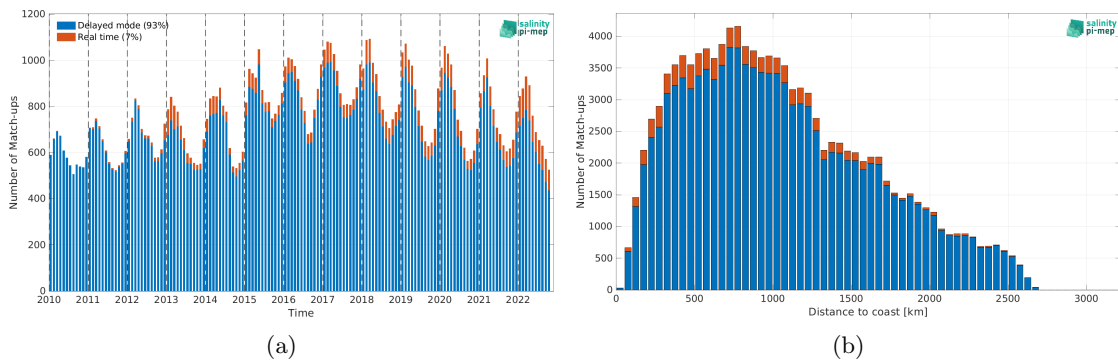 1200
1000
800
600
400
200
0
Number of Match-ups
Delayed mode (93%)
Real time (7%)
salinity
pi-mep
2010 2011 2012 2013 2014 2015 2016 2017 2018 2019 2020 2021 2022
Time
(a)
4000
3500
3000
2500
2000
1500
1000
500
0
Number of Match-ups
salinity
pi-mep
0 500 1000 1500 2000 2500 3000
Distance to coast [km]
(b)